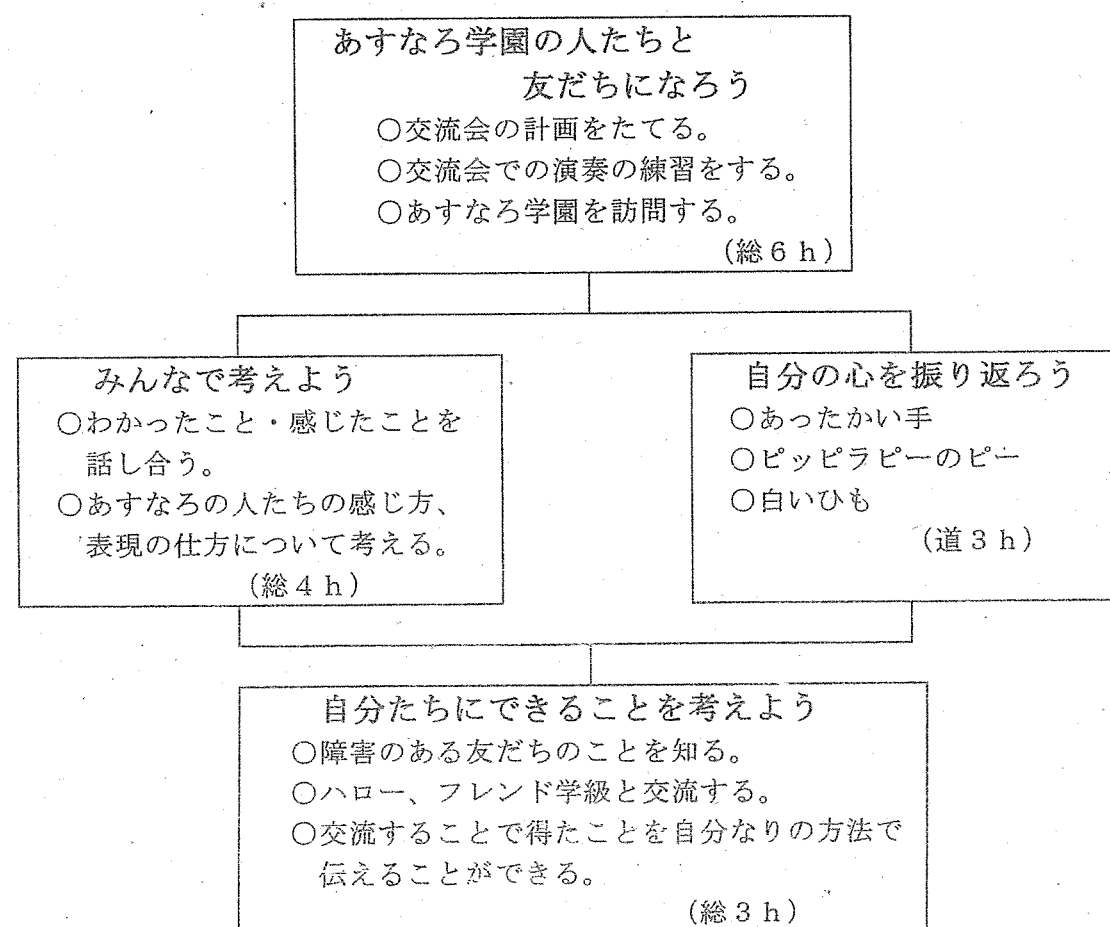 あすなろ学園の人たちと
友だちになろう
○交流会の計画をたてる。
○交流会での演奏の練習をする。
○あすなろ学園を訪問する。
(総6h)
みんなで考えよう
○わかったこと・感じたことを
話し合う。
○あすなろの人たちの感じ方、
表現の仕方について考える。
(総4h)
自分の心を振り返ろう
○あったかい手
○ピッピラピーのピー
○白いひも
(道3h)
自分たちにできることを考えよう
○障害のある友だちのことを知る。
○ハロー、フレンド学級と交流する。
○交流することで得たことを自分なりの方法で
伝えることができる。
(総3h)